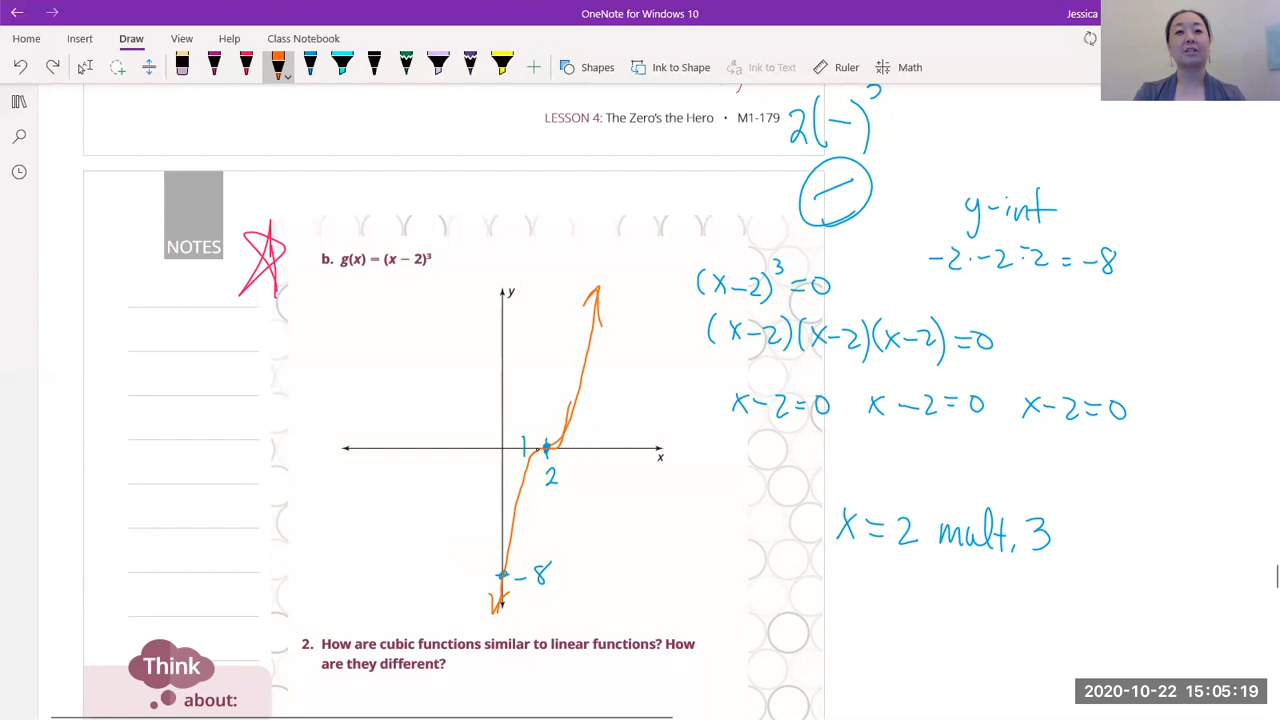 OneNote for Windows 10
Jessica
Home Insert Draw View Help Class Notebook
Shapes Ink to Shape Ink to Text Ruler Math
LESSON 4: The Zero's the Hero • M1-179
2(-)³
-
NOTES
y-int
-2·-2·-2 = -8
b. g(x) = (x − 2)³
(x-2)³=0
y
(x-2)(x-2)(x-2)=0
x-2=0 x-2=0 x-2=0
1
x
2
x=2 mult. 3
-8
2. How are cubic functions similar to linear functions? How
are they different?
Think
about:
2020-10-22 15:05:19